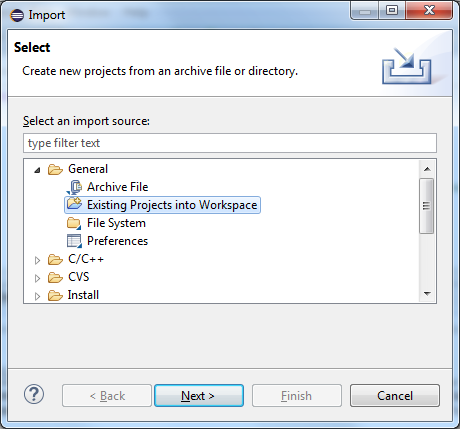 Import
Select
Create new projects from an archive file or directory.
Select an import source:
type filter text
General
Archive File
Existing Projects into Workspace
File System
Preferences
C/C++
CVS
Install
?
< Back
Next >
Finish
Cancel